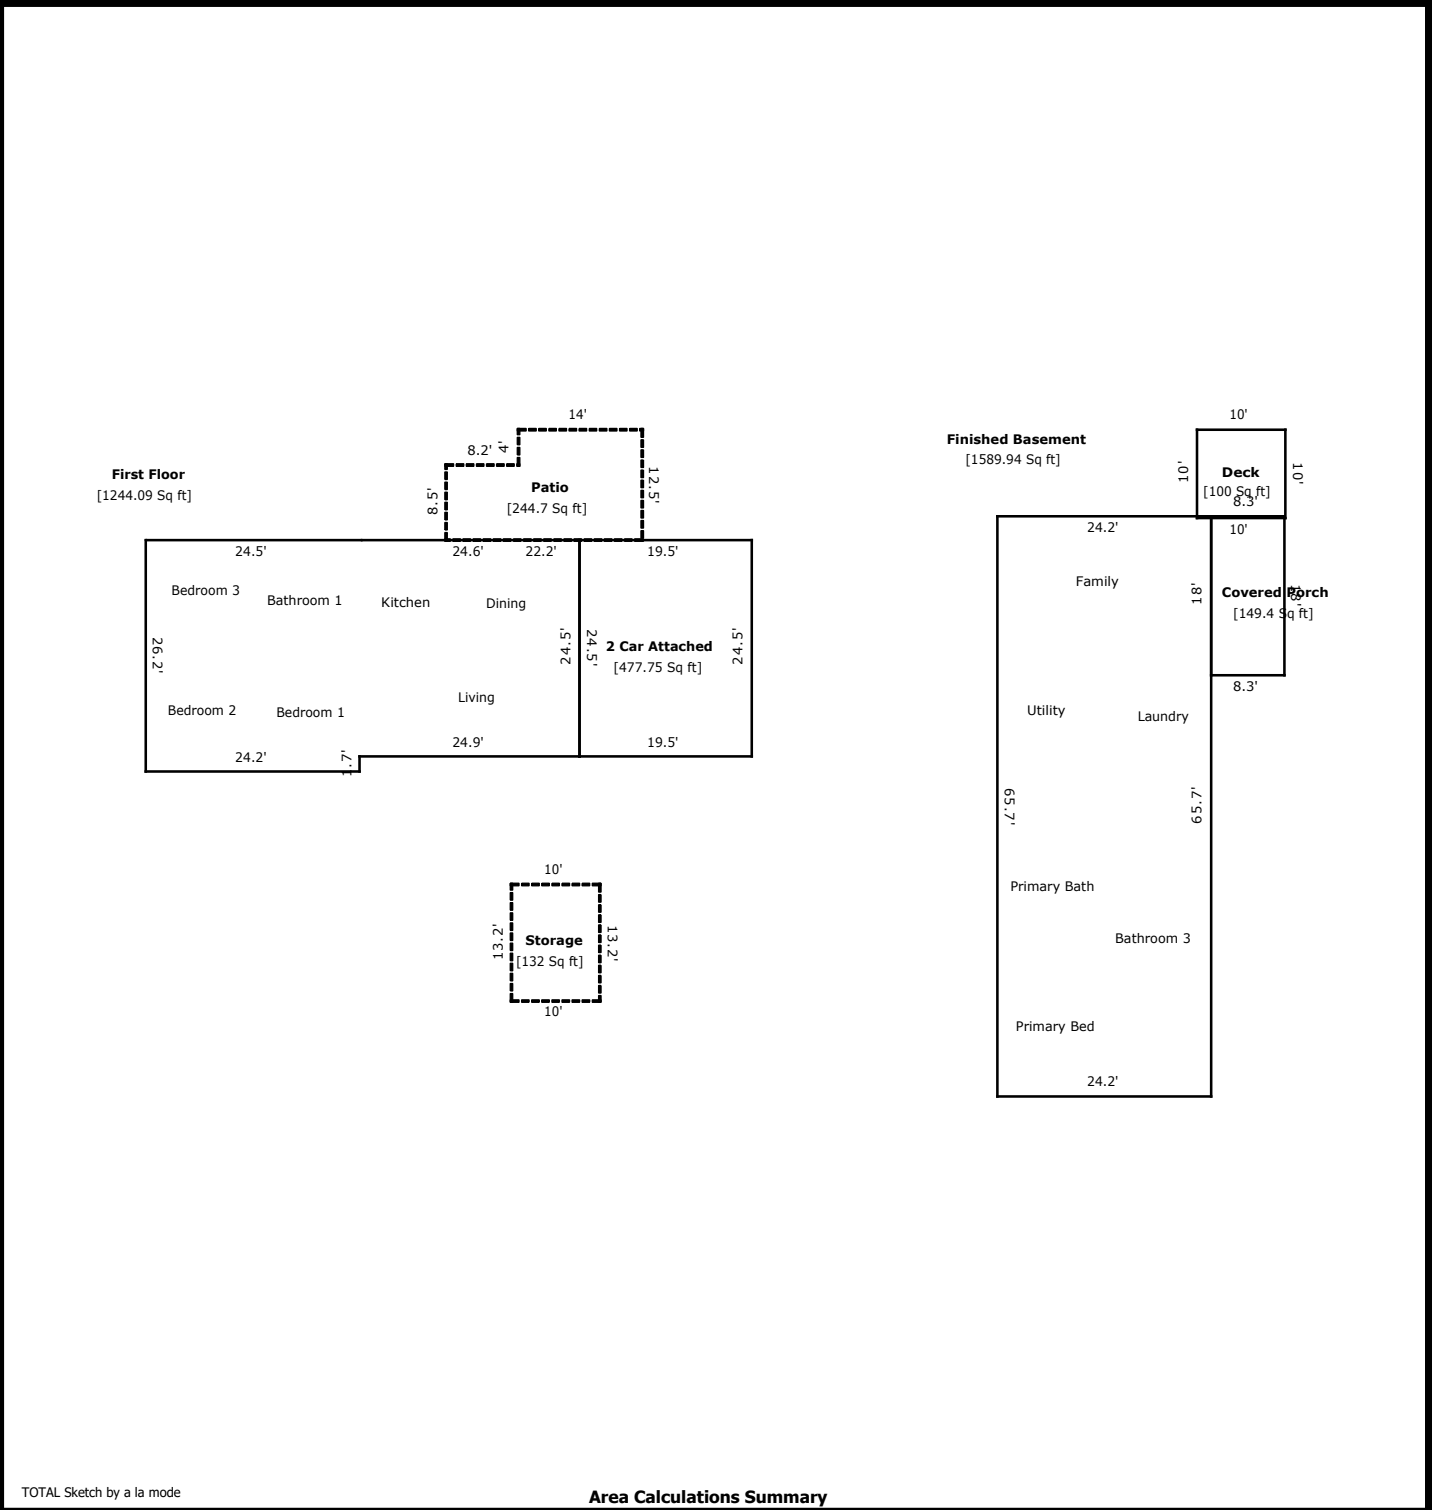 14'
10'
Finished Basement
[1589.94 Sq ft]
8.2'
4'
First Floor
[1244.09 Sq ft]
Patio
[244.7 Sq ft]
8.5'
12.5'
10'
Deck
[100 Sq ft]
10'
8.3'
24.2'
10'
24.5'
24.6'
22.2'
19.5'
Bedroom 3
Bathroom 1
Kitchen
Dining
Family
18'
Covered Porch
18'
[149.4 Sq ft]
26.2'
24.5'
24.5'
2 Car Attached
[477.75 Sq ft]
24.5'
Living
8.3'
Bedroom 2
Bedroom 1
Utility
Laundry
24.9'
19.5'
24.2'
1.7'
65.7'
65.7'
10'
Primary Bath
13.2'
Storage
[132 Sq ft]
13.2'
Bathroom 3
10'
Primary Bed
24.2'
TOTAL Sketch by a la mode
Area Calculations Summary